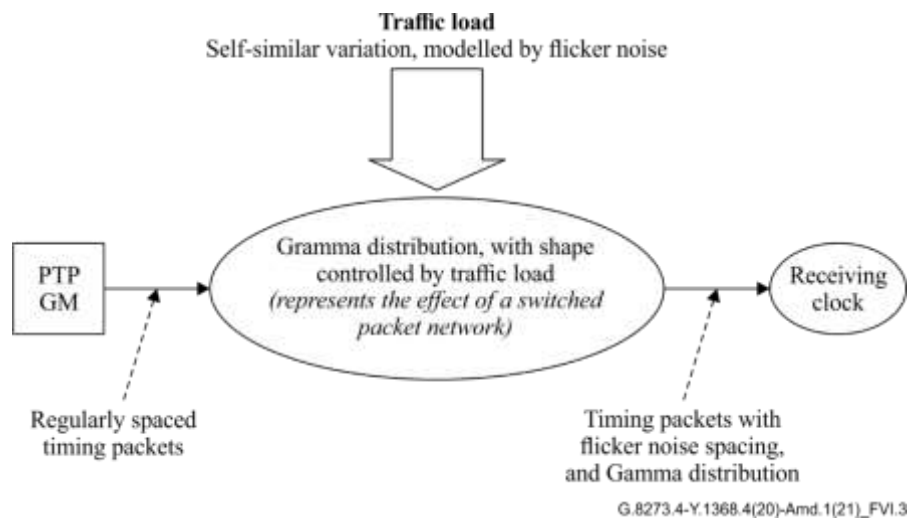 Traffic load
Self-similar variation, modelled by flicker noise
Gramma distribution, with shape
controlled by traffic load
(represents the effect of a switched
packet network)
PTP
GM
Receiving
clock
Regularly spaced
timing packets
Timing packets with
flicker noise spacing,
and Gamma distribution
G.8273.4-Y.1368.4(20)-Amd.1(21)_FVI.3